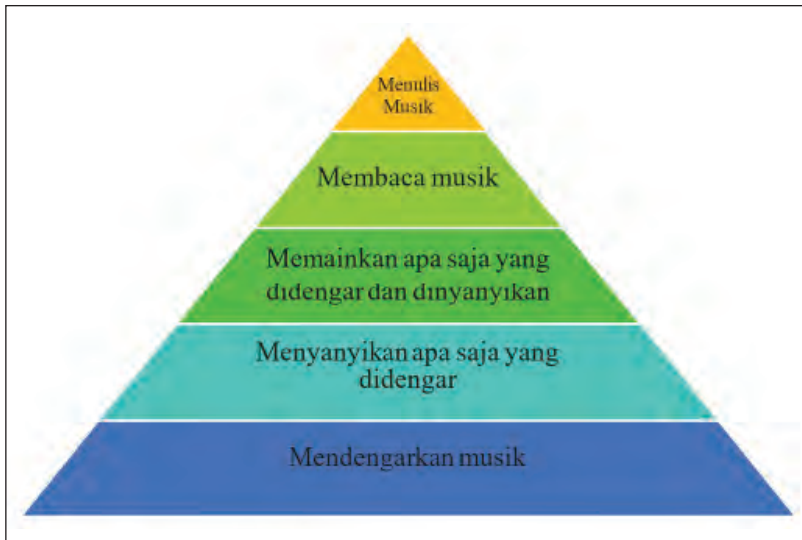 Menulis
Musik
Membaca musik
Memainkan apa saja yang
didengar dan dinyanyikan
Menyanyikan apa saja yang
didengar
Mendengarkan musik